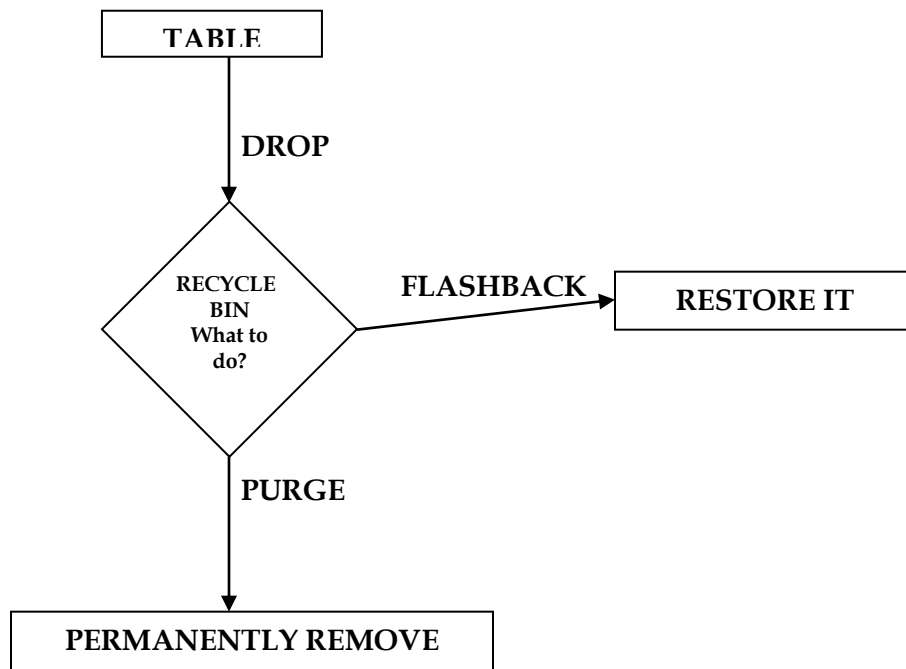 TABLE
DROP
RECYCLE
BIN
What to
do?
FLASHBACK
RESTORE IT
PURGE
PERMANENTLY REMOVE